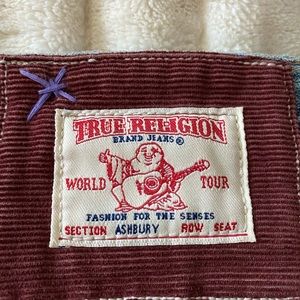 TRUE RELIGION
BRAND JEANS®
WORLD TOUR
FASHION FOR THE SENSES
SECTION ASHBURY ROW SEAT